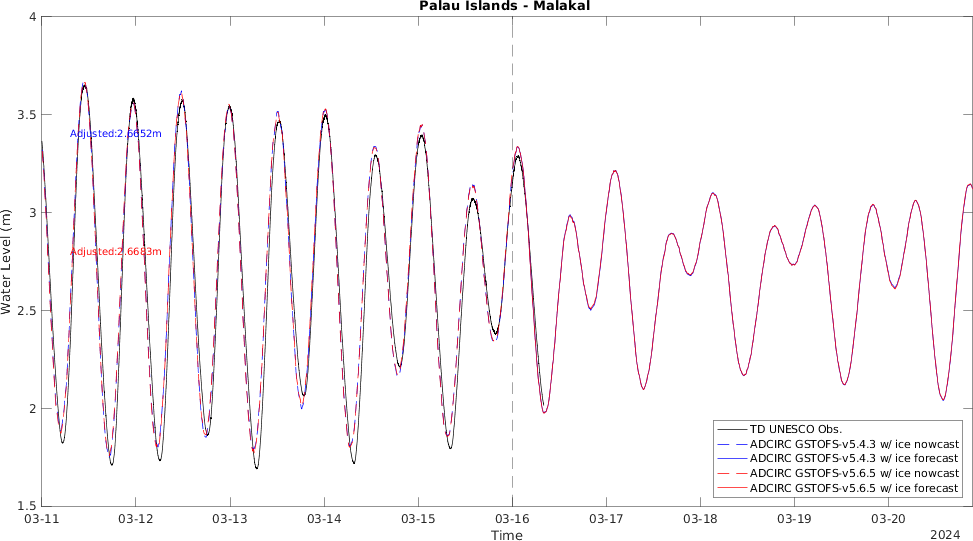 Palau Islands - Malakal
4
3.5
3
2.5
2
1.5
Water Level (m)
Adjusted:2.6652m
Adjusted:2.6683m
TD UNESCO Obs.
ADCIRC GSTOFS-v5.4.3 w/ ice nowcast
ADCIRC GSTOFS-v5.4.3 w/ ice forecast
ADCIRC GSTOFS-v5.6.5 w/ ice nowcast
ADCIRC GSTOFS-v5.6.5 w/ ice forecast
03-11 03-12 03-13 03-14 03-15 03-16 03-17 03-18 03-19 03-20
Time
2024